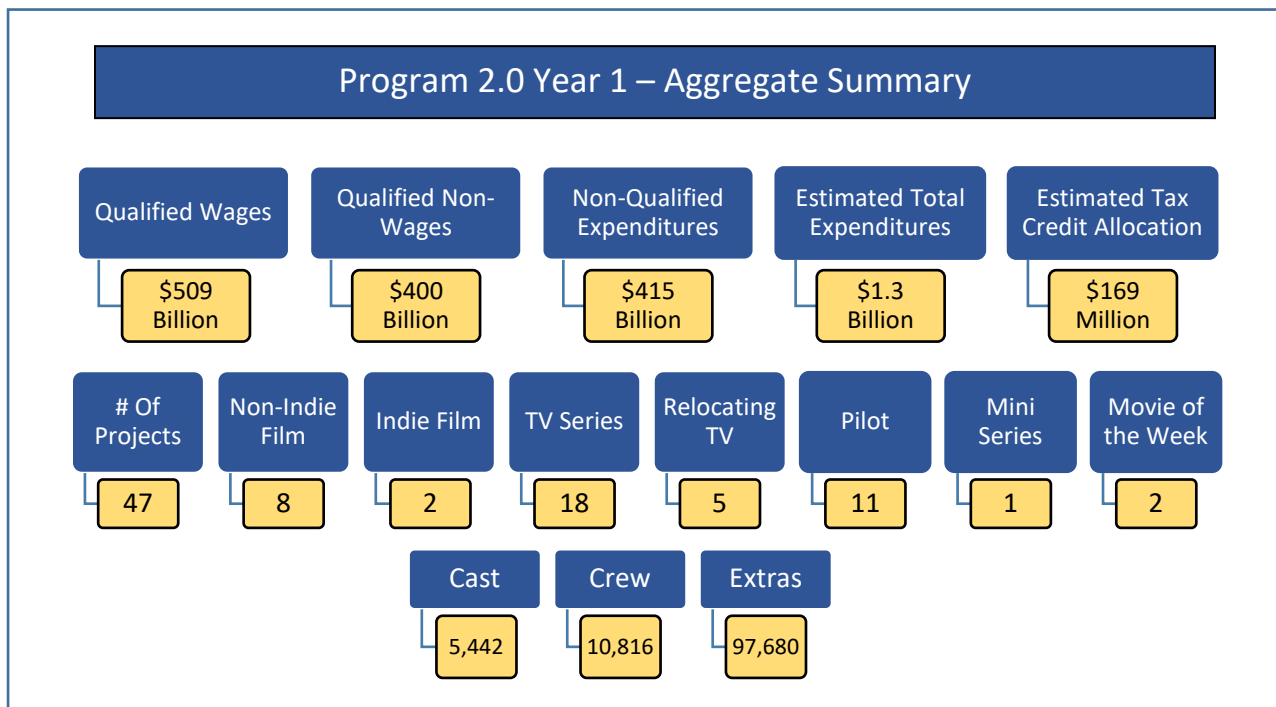 Program 2.0 Year 1 – Aggregate Summary
Qualified Wages
Qualified Non-
Wages
Non-Qualified
Expenditures
Estimated Total
Expenditures
Estimated Tax
Credit Allocation
$509
Billion
$400
Billion
$415
Billion
$1.3
Billion
$169
Million
# Of
Projects
Non-Indie
Film
Indie Film
TV Series
Relocating
TV
Pilot
Mini
Series
Movie of
the Week
47
8
2
18
5
11
1
2
Cast
Crew
Extras
5,442
10,816
97,680